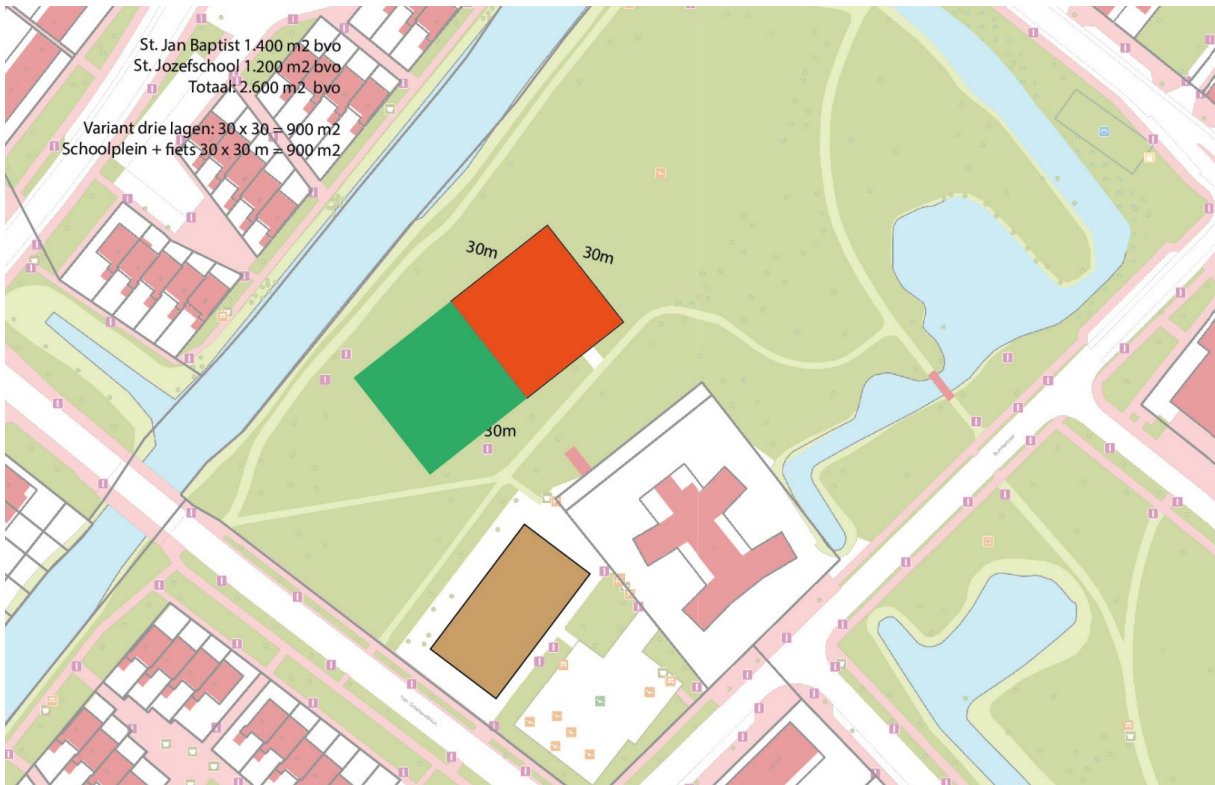 St. Jan Baptist 1.400 m2 bvo
St. Jozefschool 1.200 m2 bvo
Totaal: 2.600 m2 bvo
Variant drie lagen: 30 x 30 = 900 m2
Schoolplein + fiets 30 x 30 m = 900 m2
30m
30m
30m